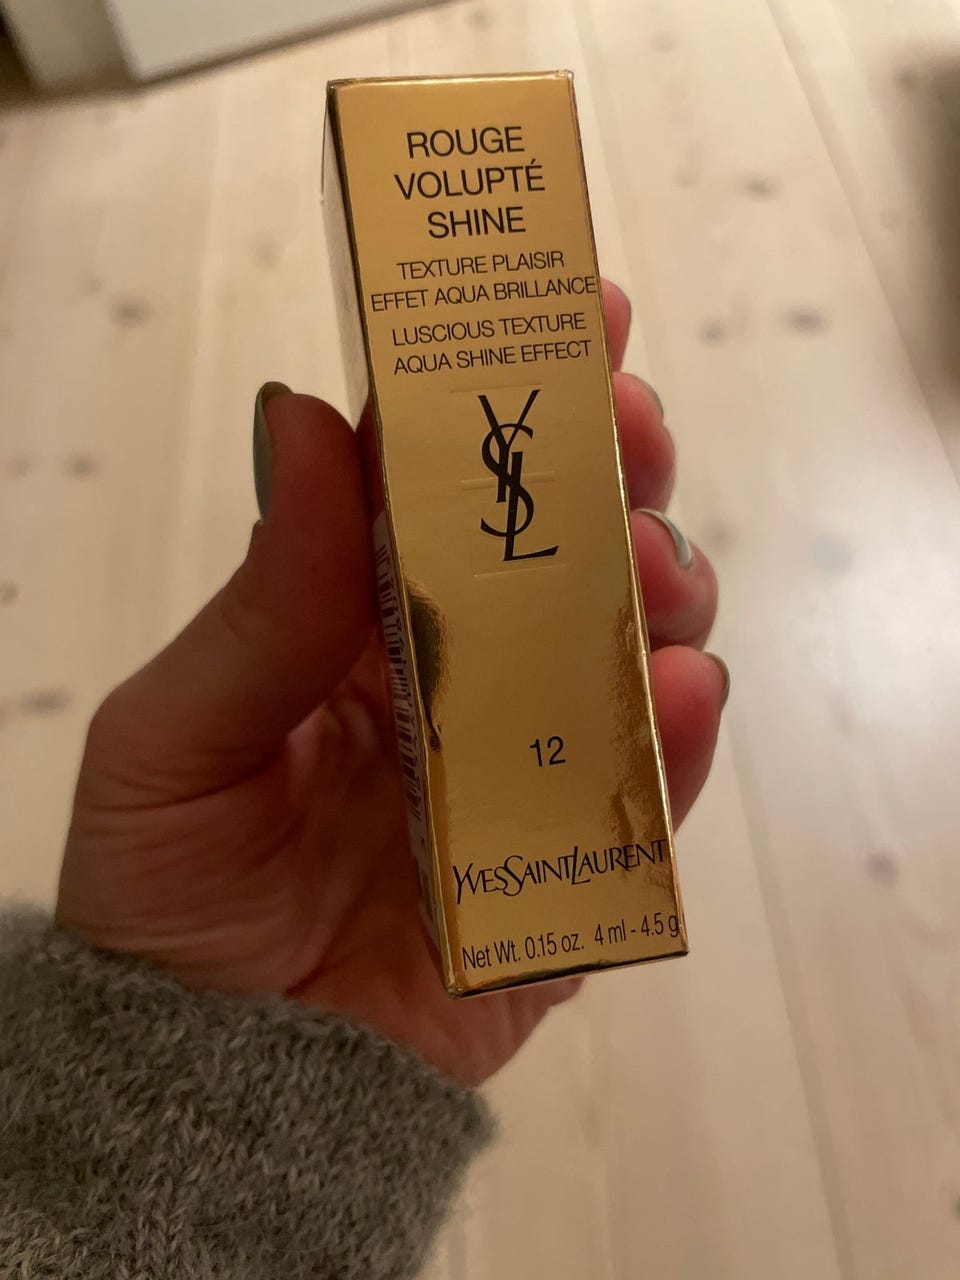 ROUGE
VOLUPTÉ
SHINE
TEXTURE PLAISIR
EFFET AQUA BRILLANCE
LUSCIOUS TEXTURE
AQUA SHINE EFFECT
YSL
12
YVESSAINTLAURENT
Net Wt. 0.15 oz. 4 ml - 4.5 g